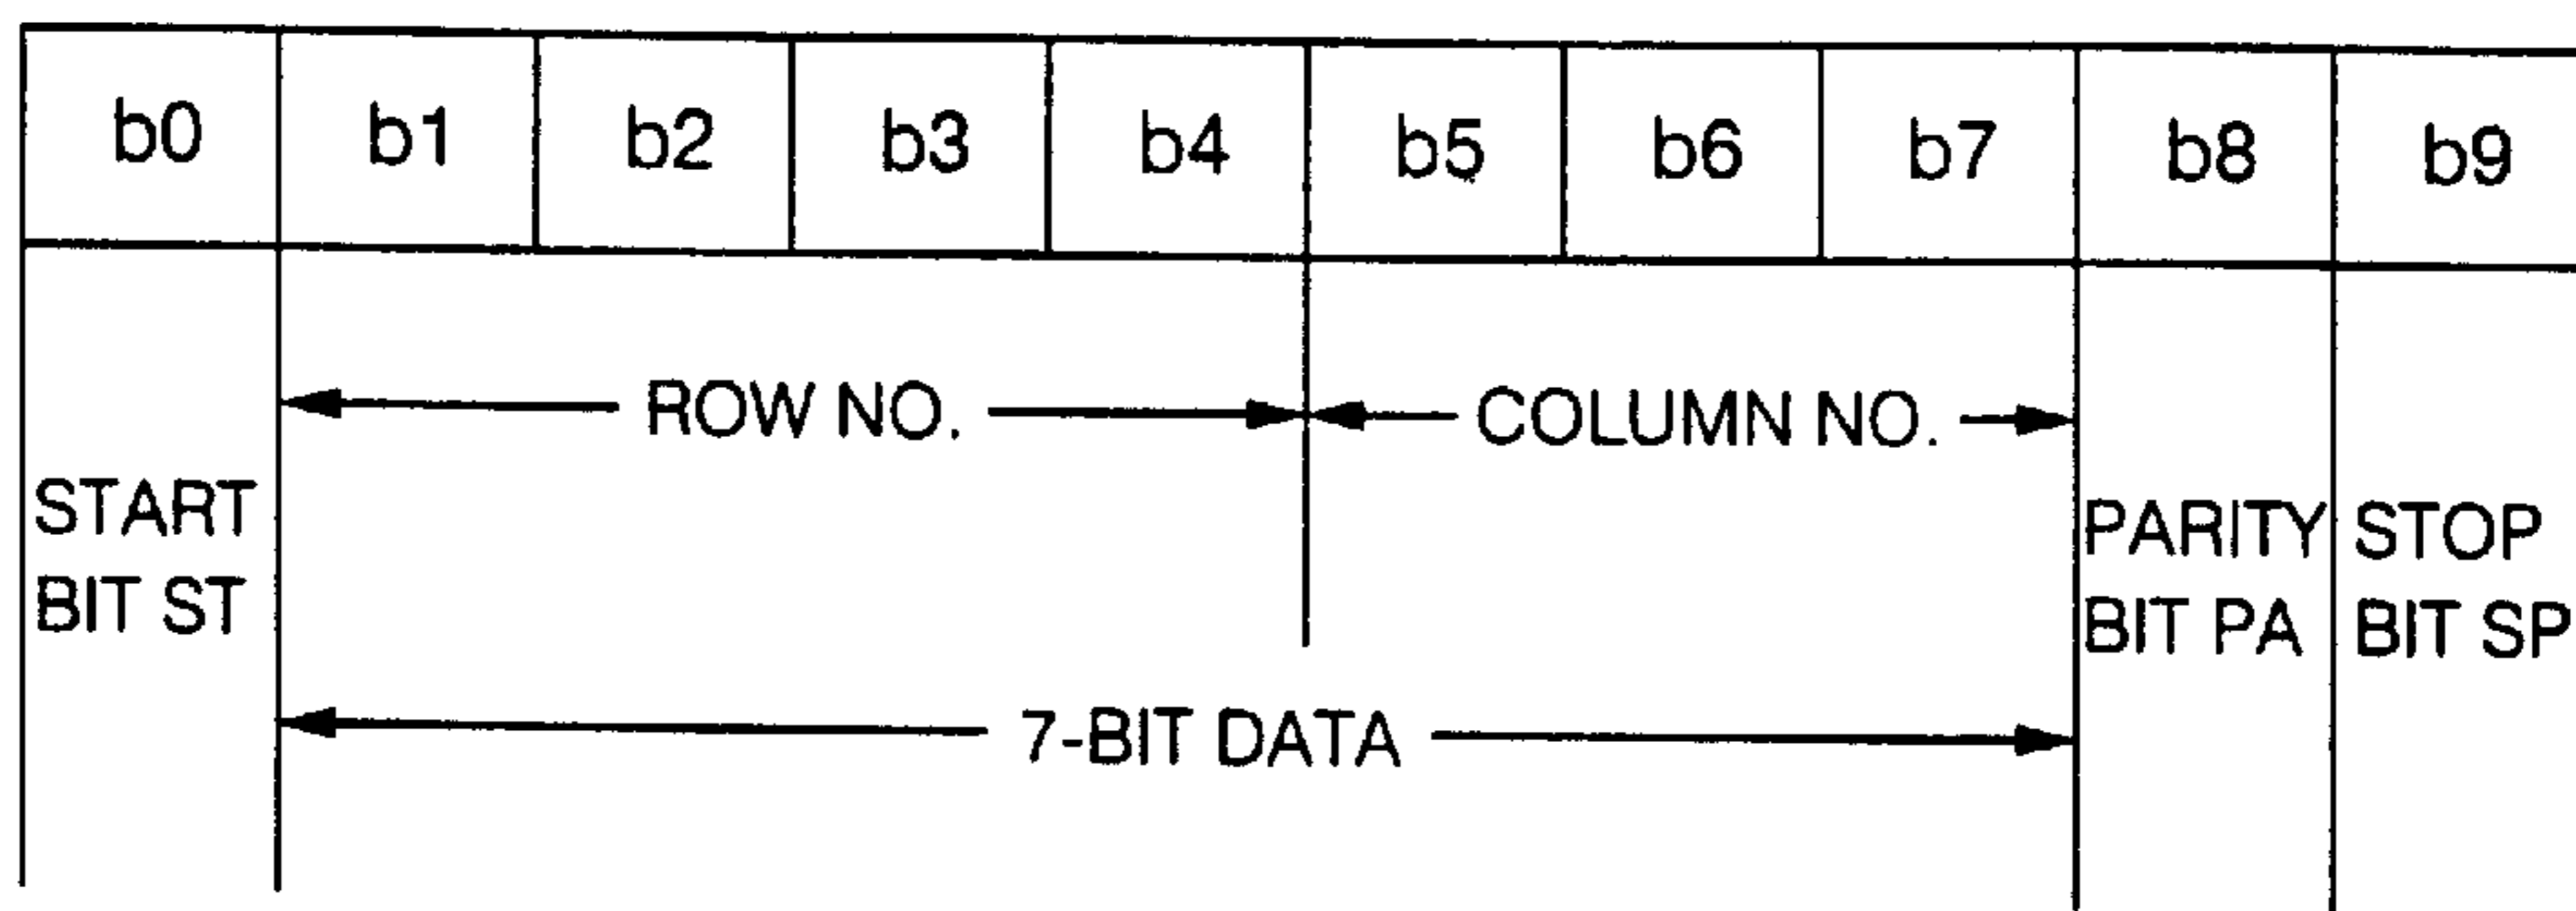 b0 b1 b2 b3 b4 b5 b6 b7 b8 b9
ROW NO. COLUMN NO.
START
BIT ST
PARITY
BIT PA
STOP
BIT SP
7-BIT DATA